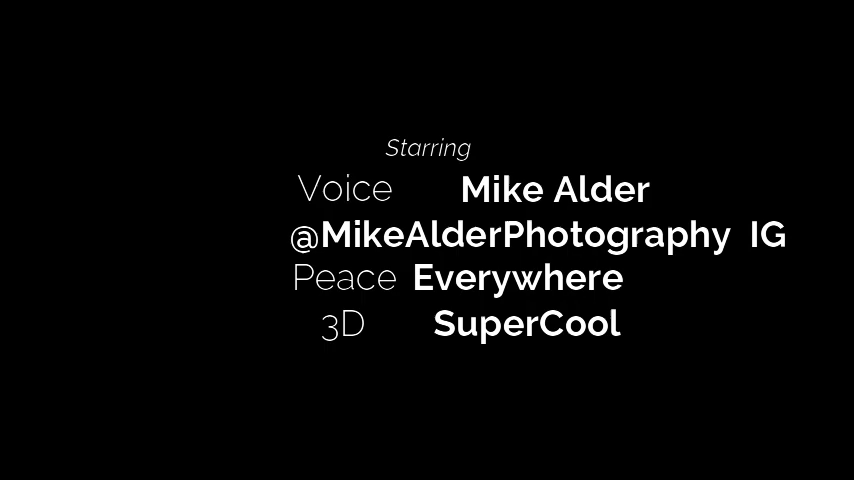 Starring
Voice Mike Alder
@MikeAlderPhotography IG
Peace Everywhere
3D SuperCool